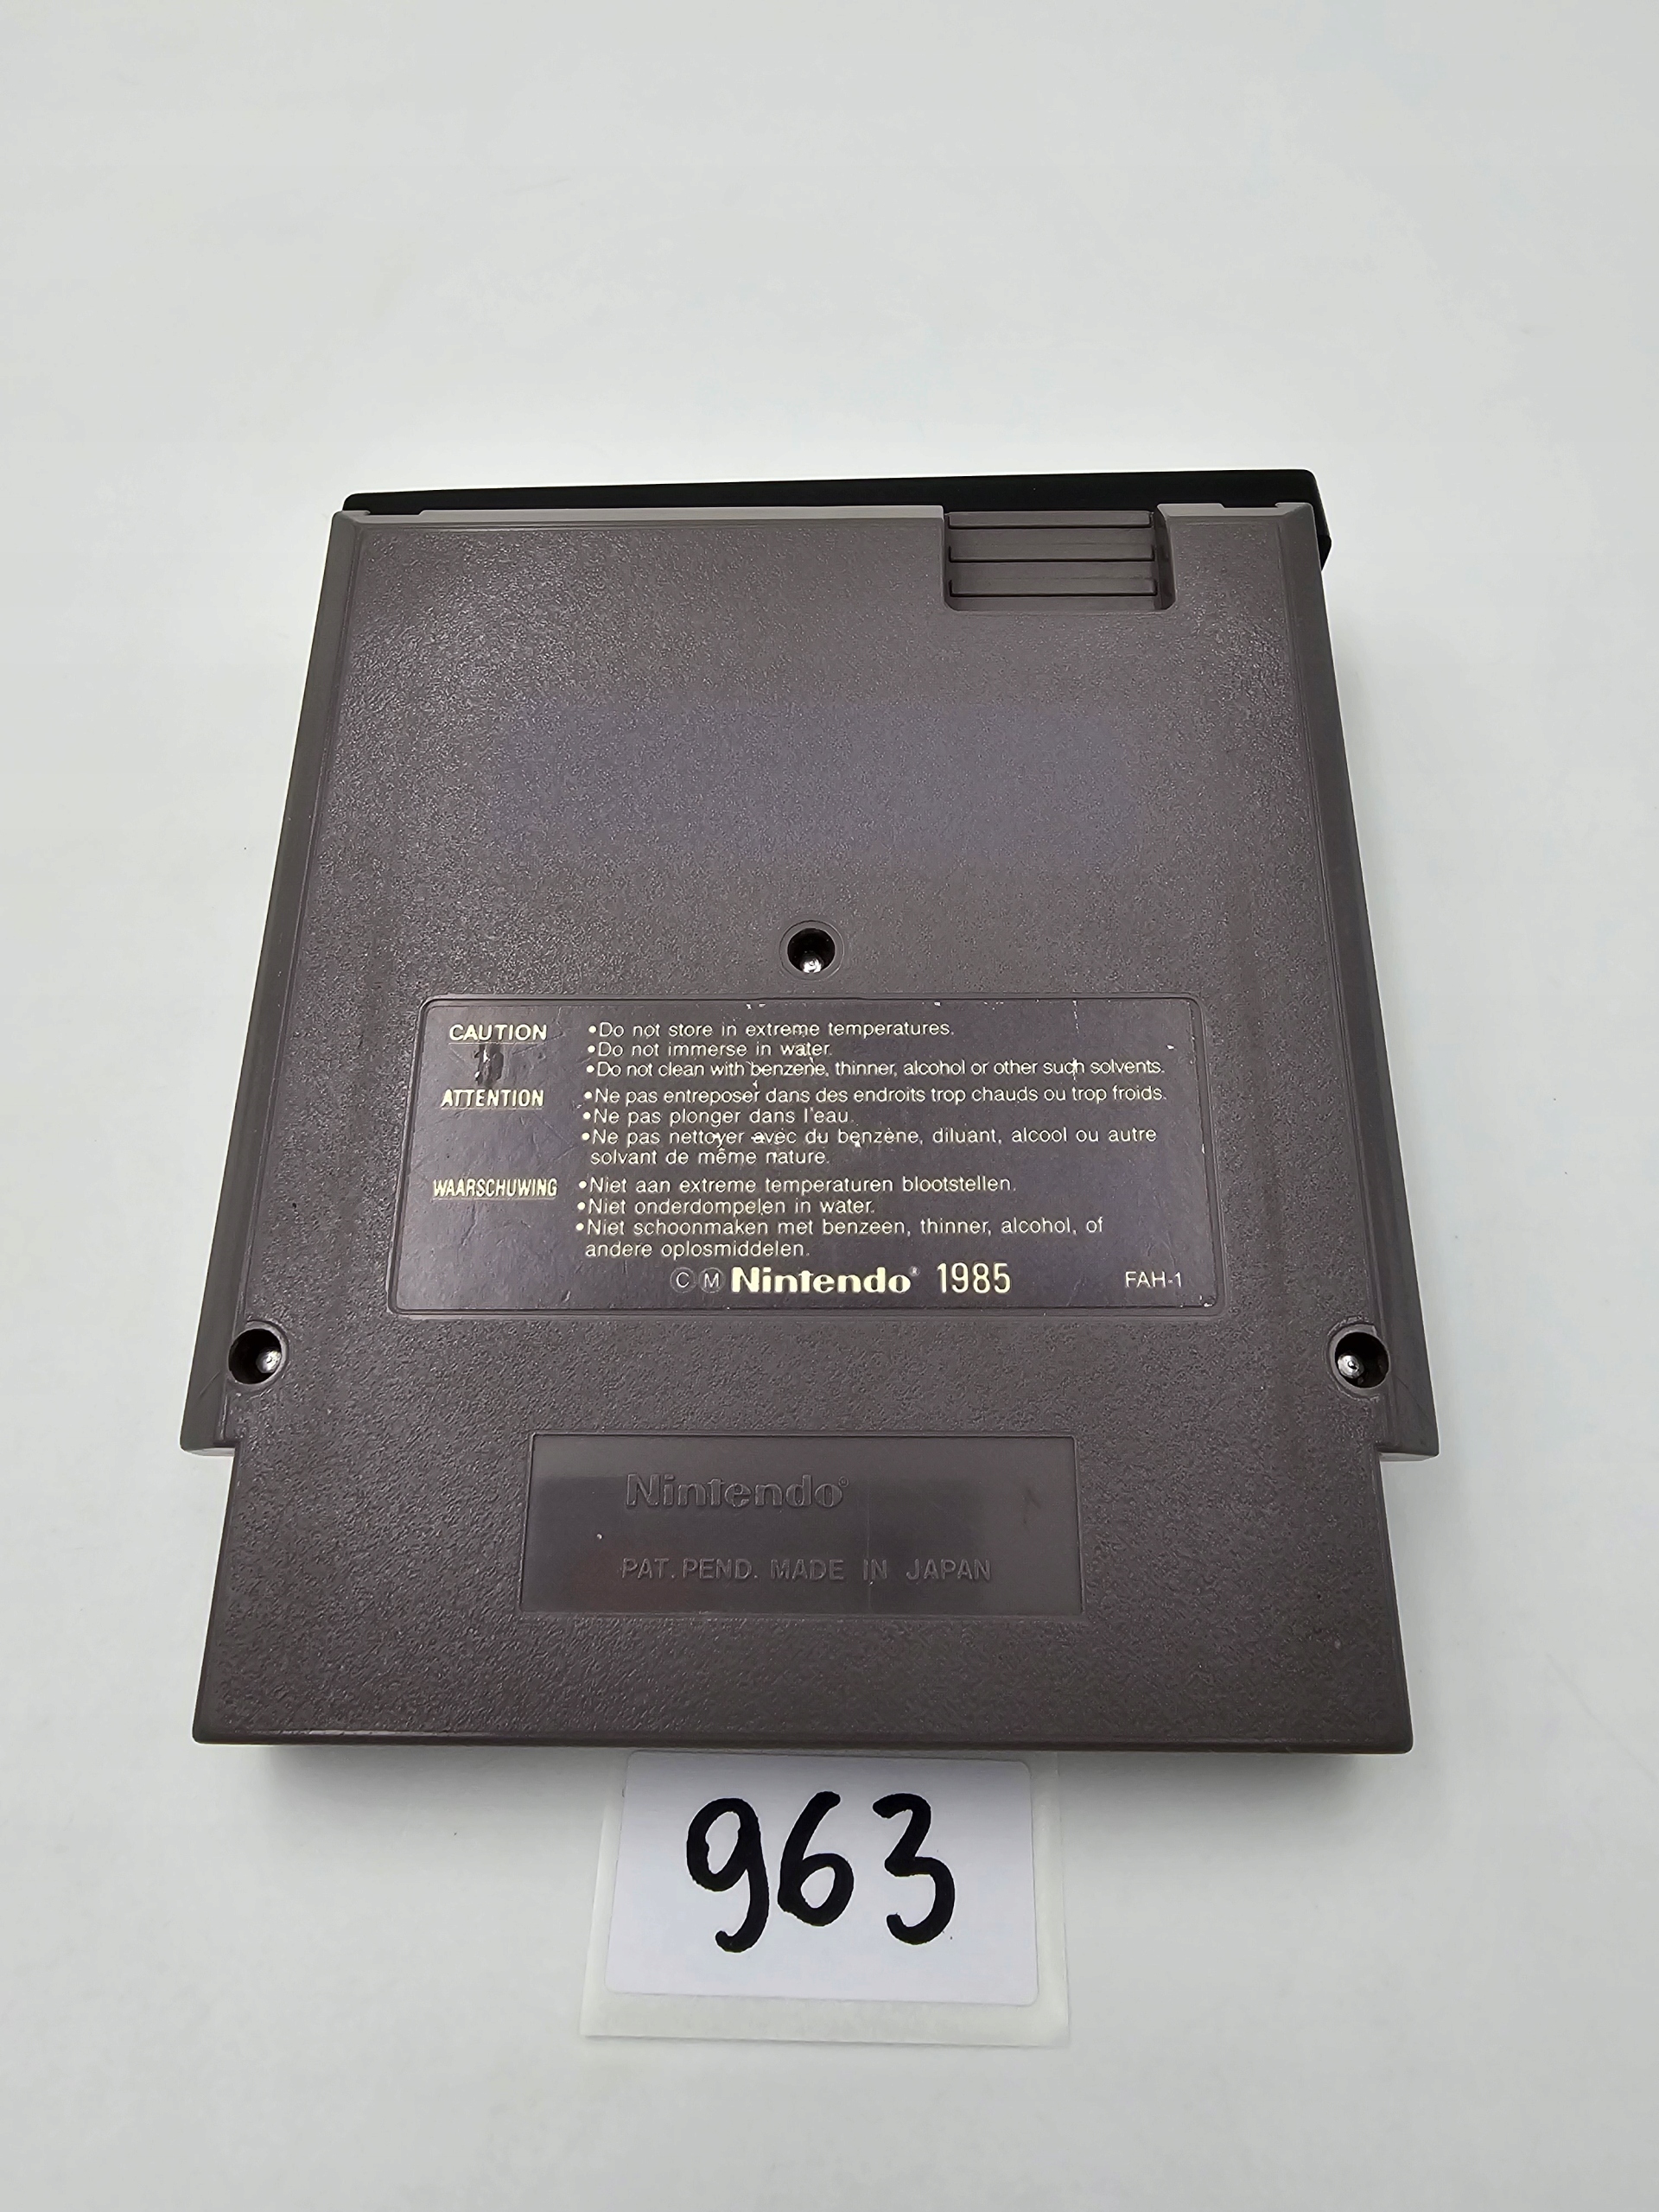 CAUTION •Do not store in extreme temperatures.
•Do not immerse in water.
•Do not clean with benzene, thinner, alcohol or other such solvents.
ATTENTION •Ne pas entreposer dans des endroits trop chauds ou trop froids.
•Ne pas plonger dans l'eau.
•Ne pas nettoyer avec du benzène, diluant, alcool ou autre
solvant de même nature.
WAARSCHUWING •Niet aan extreme temperaturen blootstellen.
•Niet onderdompelen in water.
•Niet schoonmaken met benzeen, thinner, alcohol, of
andere oplosmiddelen.
Ⓒ Ⓜ Nintendo® 1985 FAH-1
Nintendo®
PAT. PEND. MADE IN JAPAN
963